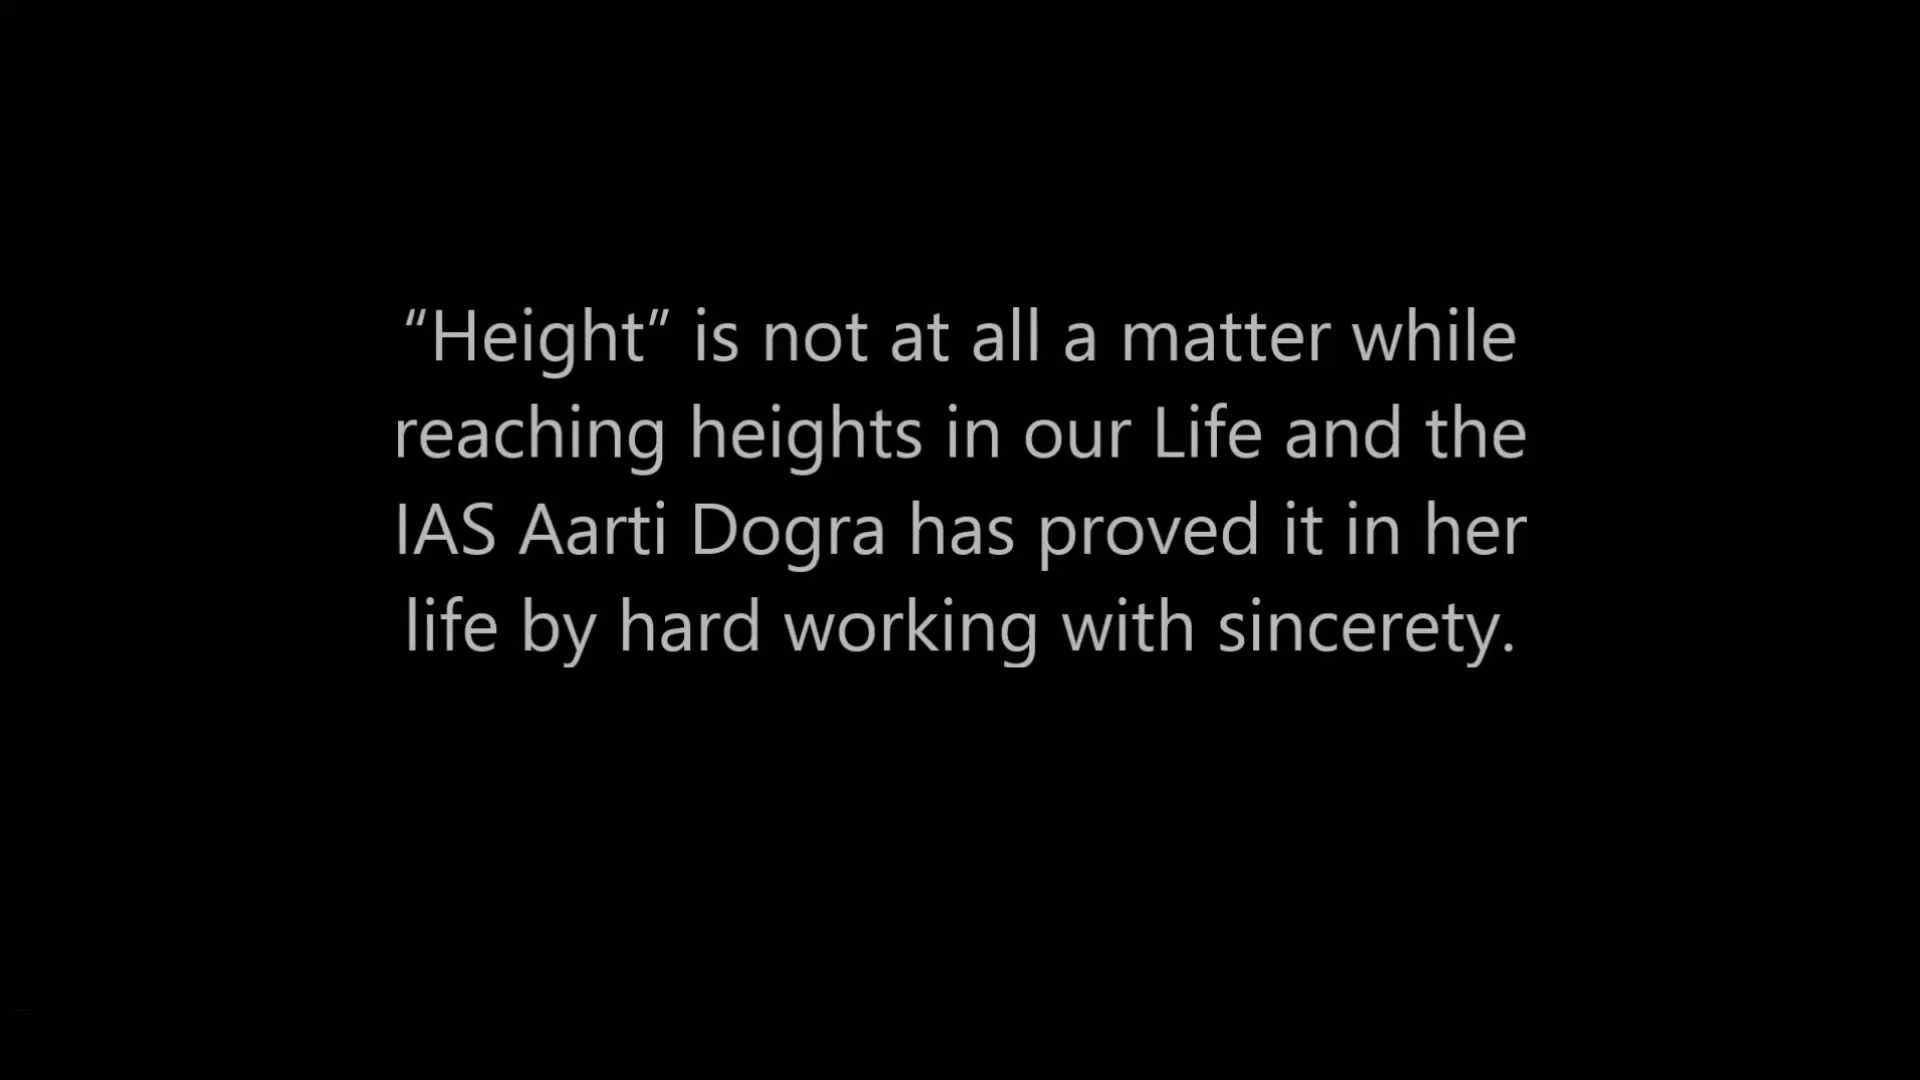 “Height” is not at all a matter while
reaching heights in our Life and the
IAS Aarti Dogra has proved it in her
life by hard working with sincerety.